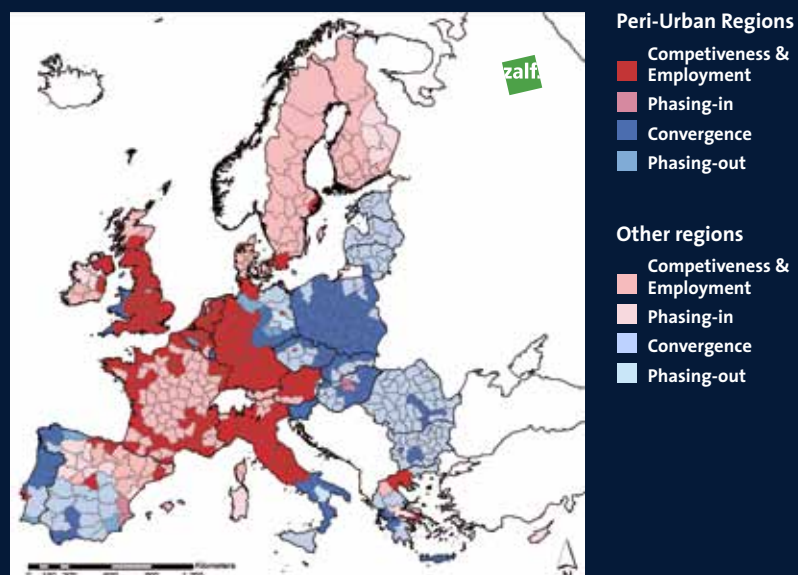 zalf.
Peri-Urban Regions
Competiveness &
Employment
Phasing-in
Convergence
Phasing-out
Other regions
Competiveness &
Employment
Phasing-in
Convergence
Phasing-out
Kilometers
N